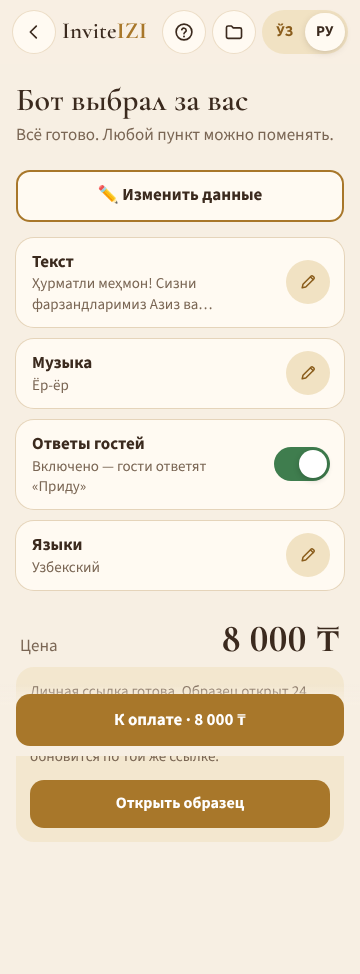 InviteIZI
ЎЗ
РУ
Бот выбрал за вас
Всё готово. Любой пункт можно поменять.
✏️ Изменить данные
Текст
Ҳурматли меҳмон! Сизни
фарзандларимиз Азиз ва…
Музыка
Ёр-ёр
Ответы гостей
Включено — гости ответят
«Приду»
Языки
Узбекский
Цена
8 000 ₸
Личная ссылка готова. Образец открыт 24
К оплате · 8 000 ₸
обновится по той же ссылке.
Открыть образец